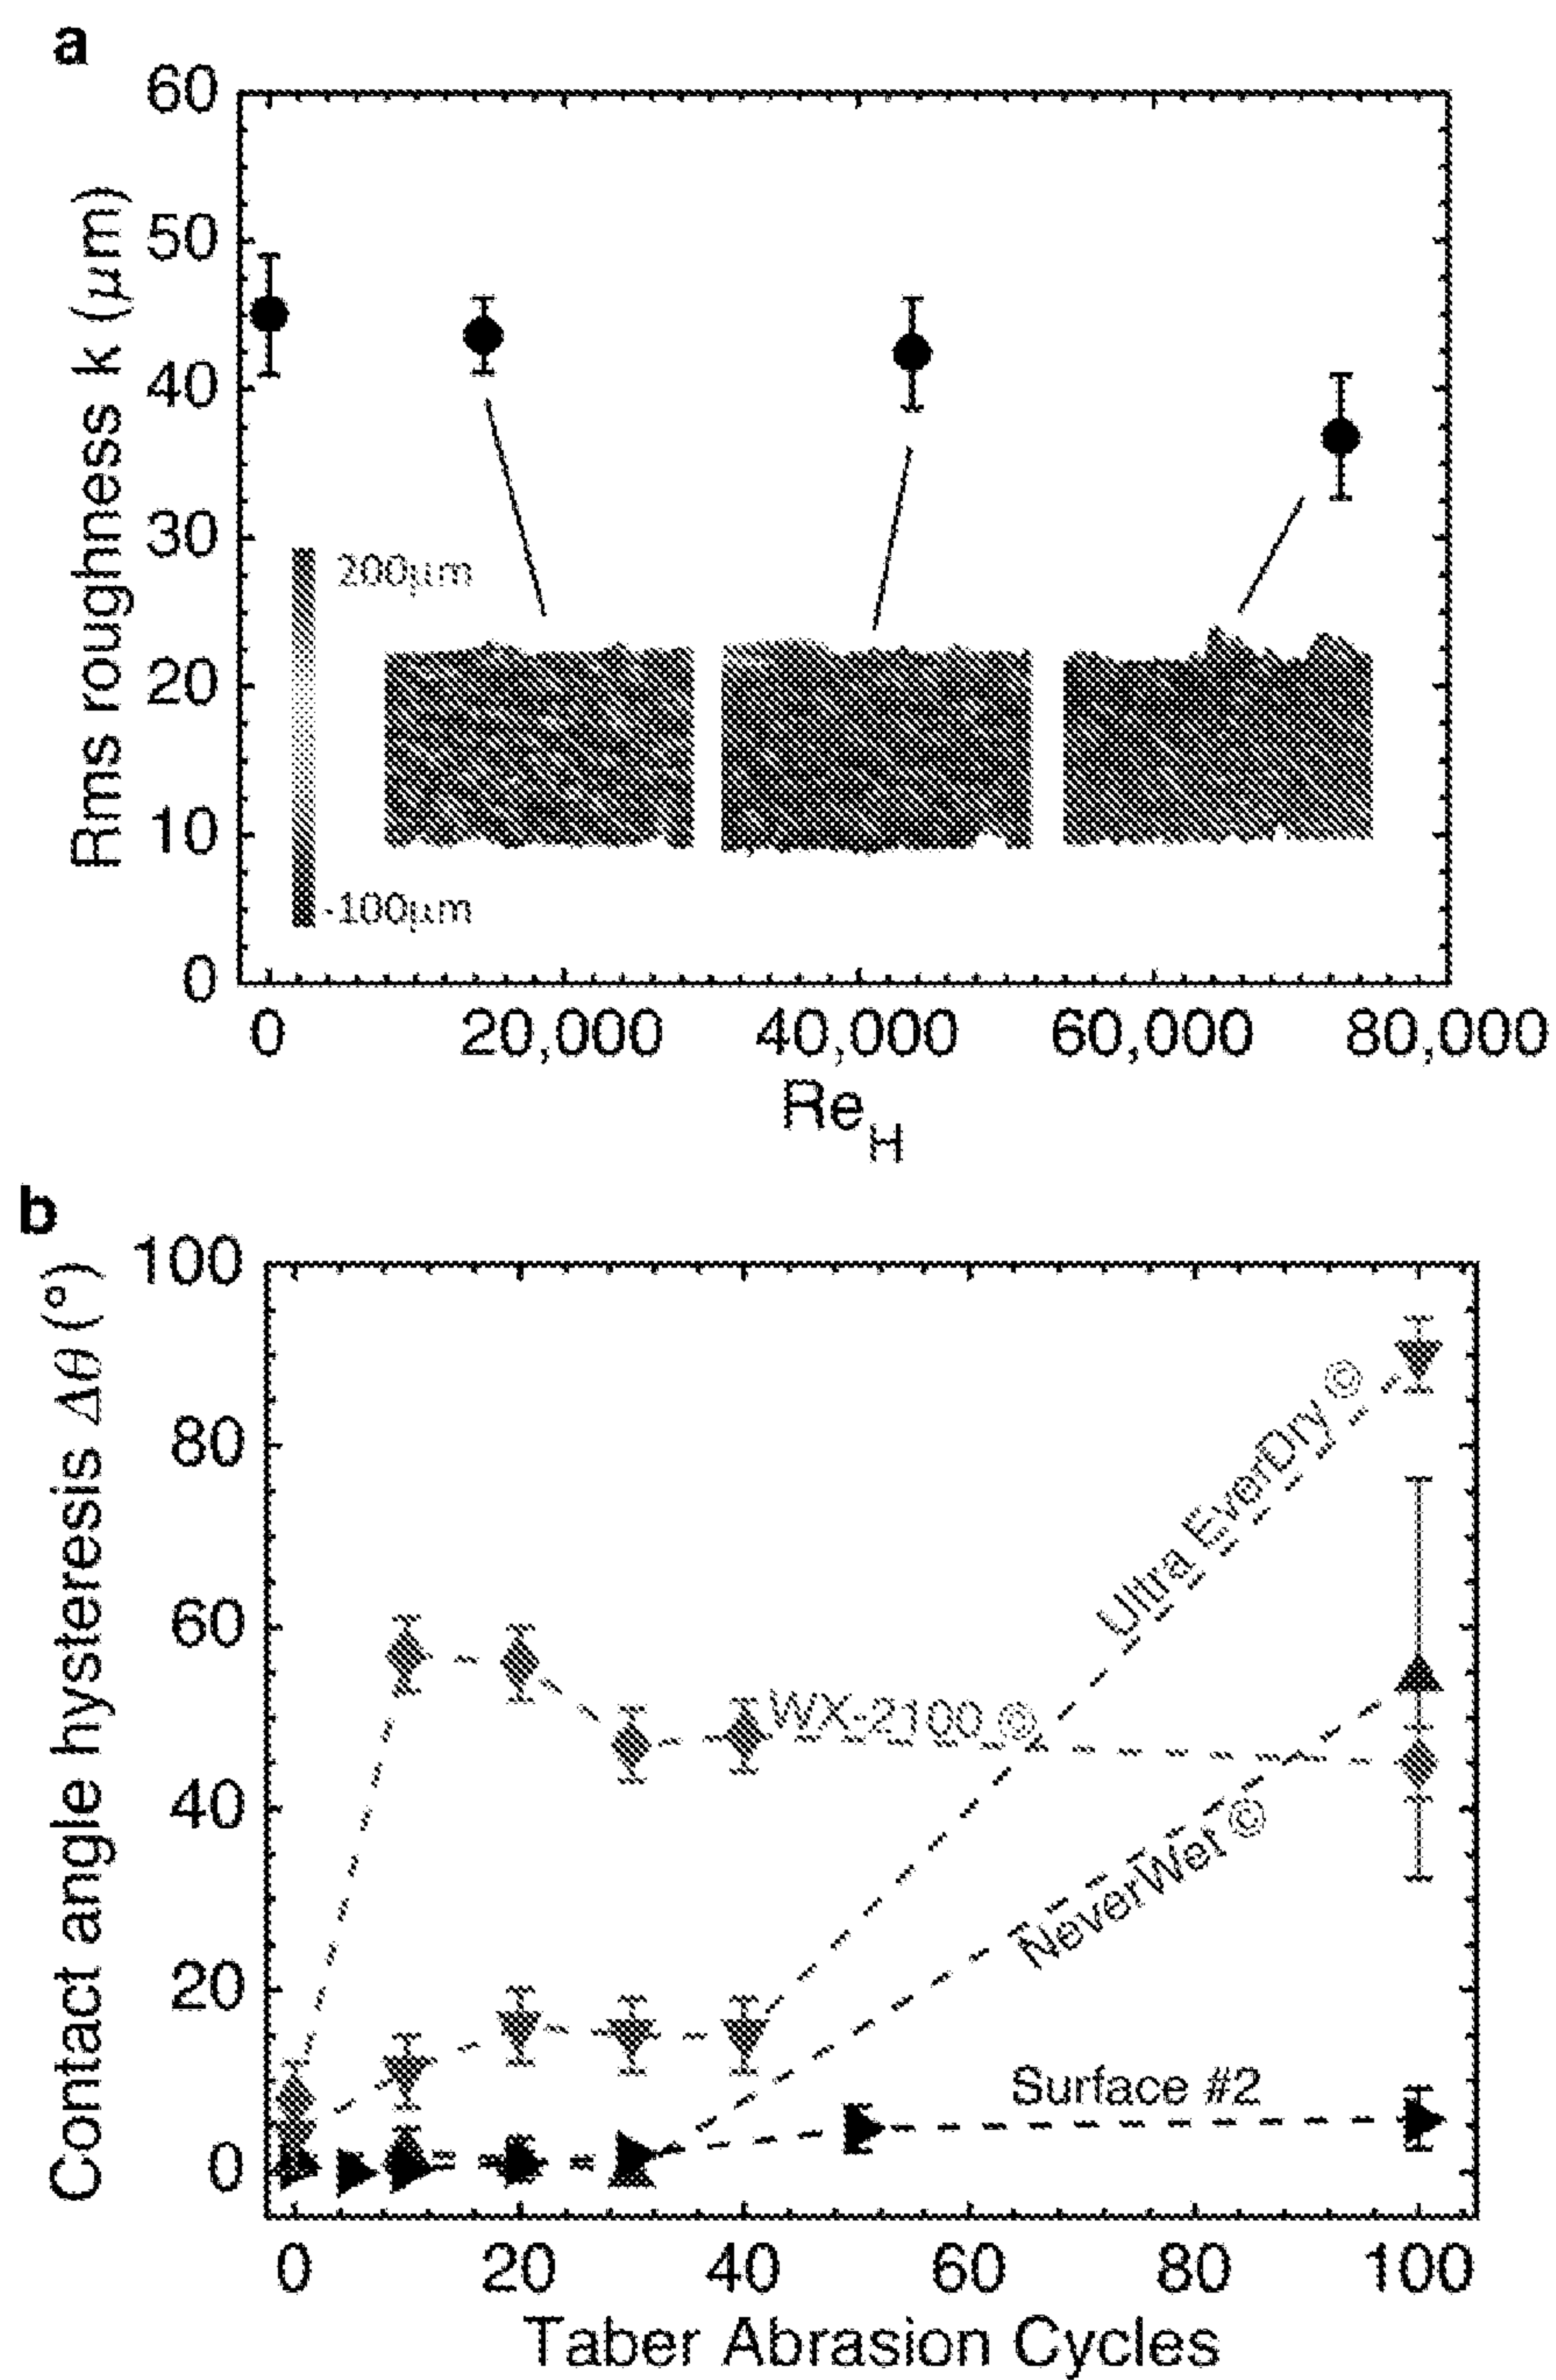 a
Rms roughness k (μm)
60
50
40
30
20
10
0
200μm
-100μm
0 20,000 40,000 60,000 80,000
Re_H
b
Contact angle hysteresis Δθ (°)
100
80
60
40
20
0
Ultra EverDry ©
WX-2100 ©
NeverWet ©
Surface #2
0 20 40 60 80 100
Taber Abrasion Cycles